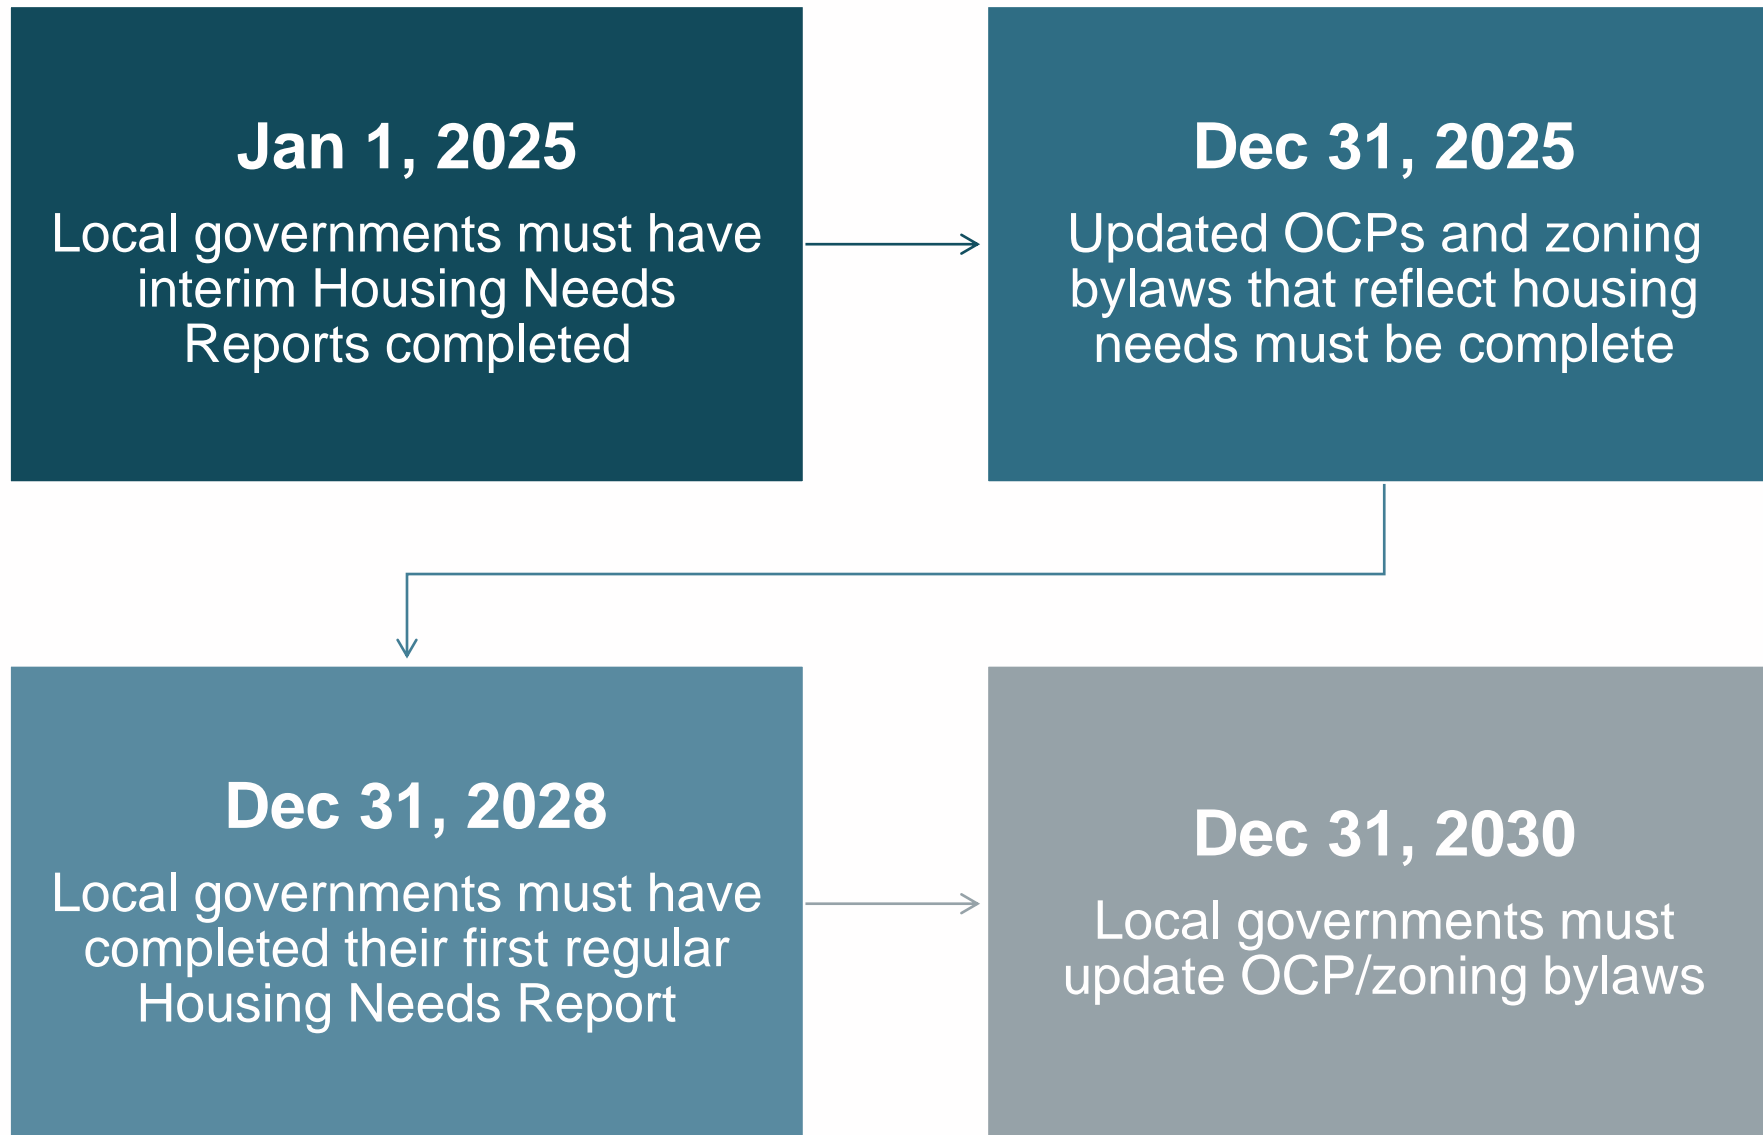 Jan 1, 2025
Local governments must have
interim Housing Needs
Reports completed
Dec 31, 2025
Updated OCPs and zoning
bylaws that reflect housing
needs must be complete
Dec 31, 2028
Local governments must have
completed their first regular
Housing Needs Report
Dec 31, 2030
Local governments must
update OCP/zoning bylaws